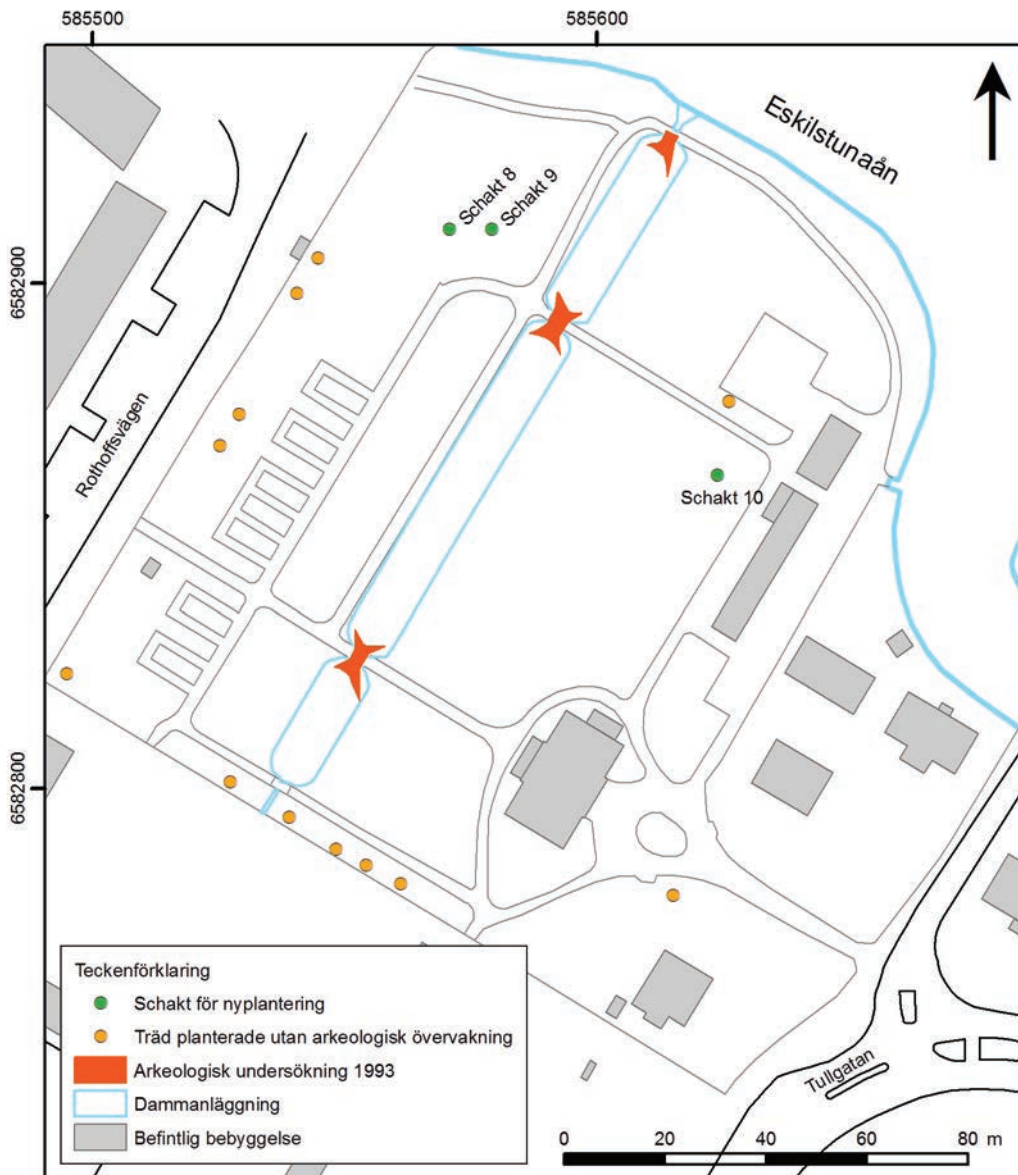 585500
585600
Eskilstunaån
Schakt 8
Schakt 9
6582900
Rothoffsvägen
Schakt 10
6582800
Teckenförklaring
Schakt för nyplantering
Träd planterade utan arkeologisk övervakning
Arkeologisk undersökning 1993
Dammanläggning
Befintlig bebyggelse
Tullgatan
0 20 40 60 80 m